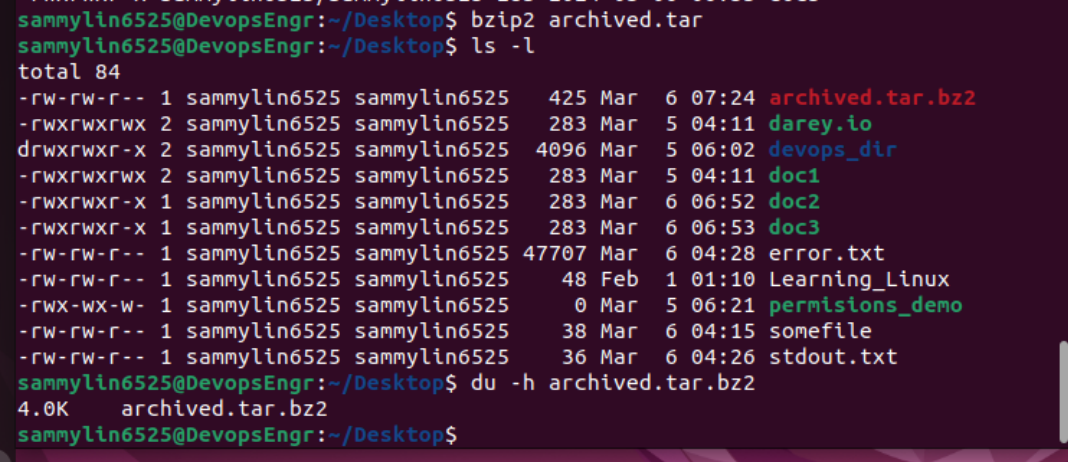 sammylin6525@DevopsEngr:~/Desktop$ bzip2 archived.tar
sammylin6525@DevopsEngr:~/Desktop$ ls -l
total 84
-rw-rw-r-- 1 sammylin6525 sammylin6525   425 Mar  6 07:24 archived.tar.bz2
-rwxrwxrwx 2 sammylin6525 sammylin6525   283 Mar  5 04:11 darey.io
drwxrwxr-x 2 sammylin6525 sammylin6525  4096 Mar  5 06:02 devops_dir
-rwxrwxrwx 2 sammylin6525 sammylin6525   283 Mar  5 04:11 doc1
-rwxrwxr-x 1 sammylin6525 sammylin6525   283 Mar  6 06:52 doc2
-rwxrwxr-x 1 sammylin6525 sammylin6525   283 Mar  6 06:53 doc3
-rw-rw-r-- 1 sammylin6525 sammylin6525 47707 Mar  6 04:28 error.txt
-rw-rw-r-- 1 sammylin6525 sammylin6525    48 Feb  1 01:10 Learning_Linux
-rwx-wx-w- 1 sammylin6525 sammylin6525     0 Mar  5 06:21 permisions_demo
-rw-rw-r-- 1 sammylin6525 sammylin6525    38 Mar  6 04:15 somefile
-rw-rw-r-- 1 sammylin6525 sammylin6525    36 Mar  6 04:26 stdout.txt
sammylin6525@DevopsEngr:~/Desktop$ du -h archived.tar.bz2
4.0K    archived.tar.bz2
sammylin6525@DevopsEngr:~/Desktop$